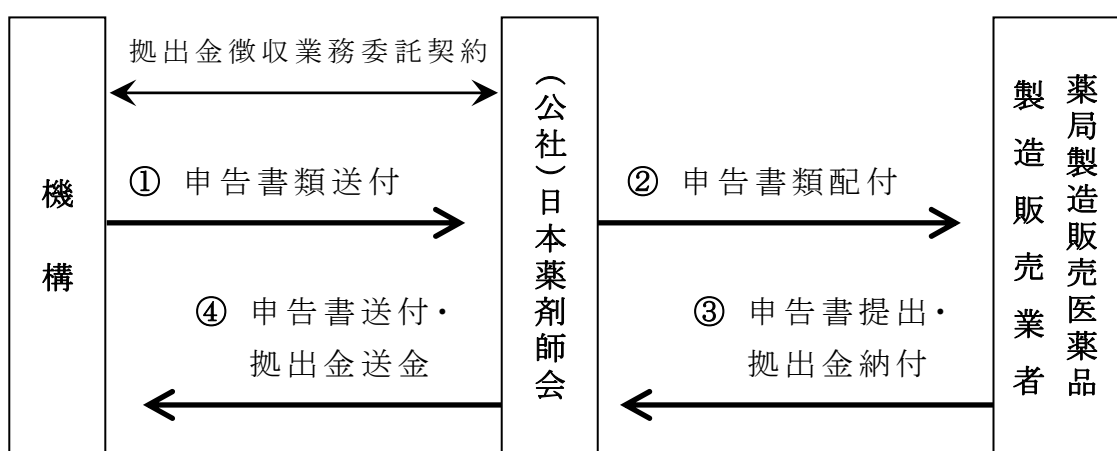 拠出金徴収業務委託契約
機構
① 申告書類送付
④ 申告書送付・
拠出金送金
（公社）日本薬剤師会
② 申告書類配付
③ 申告書提出・
拠出金納付
薬局製造販売医薬品
製造販売業者